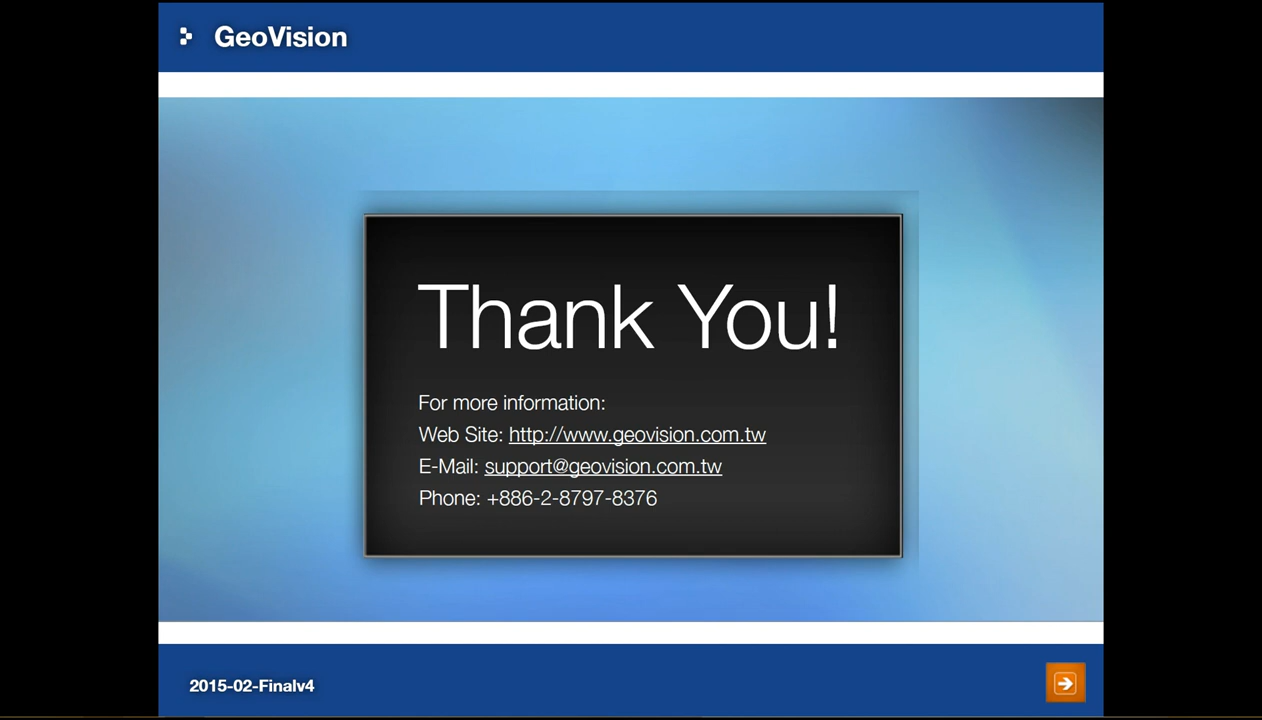 GeoVision
Thank You!
For more information:
Web Site: http://www.geovision.com.tw
E-Mail: support@geovision.com.tw
Phone: +886-2-8797-8376
2015-02-Finalv4